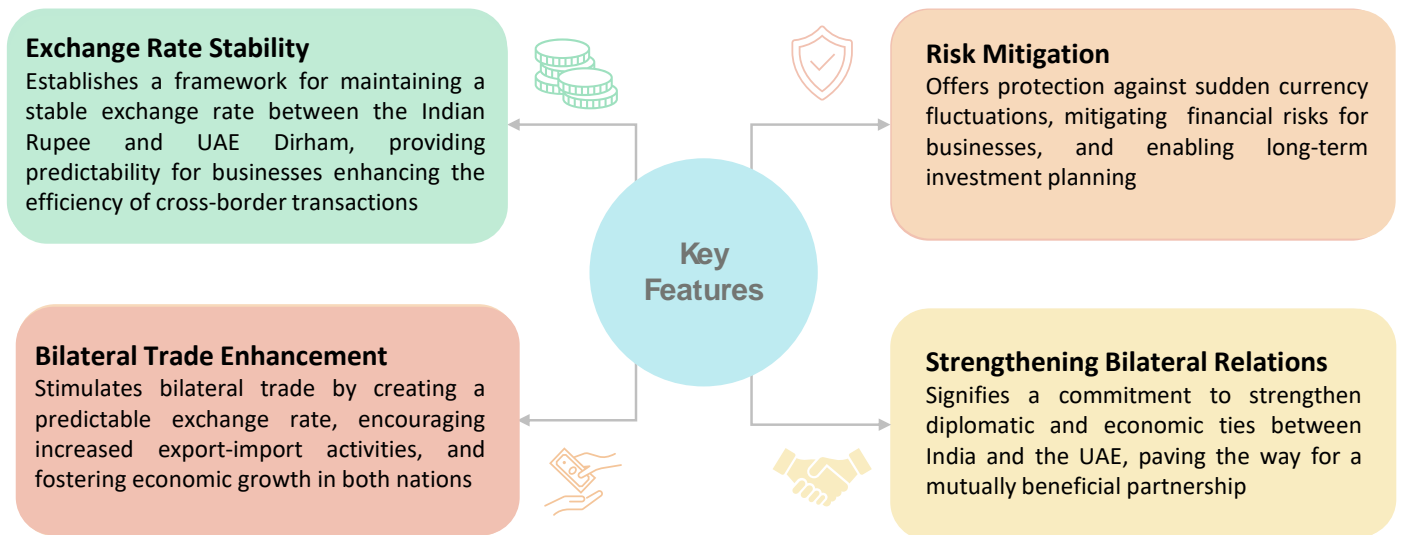 Exchange Rate Stability
Establishes a framework for maintaining a
stable exchange rate between the Indian
Rupee and UAE Dirham, providing
predictability for businesses enhancing the
efficiency of cross-border transactions
Risk Mitigation
Offers protection against sudden currency
fluctuations, mitigating financial risks for
businesses, and enabling long-term
investment planning
Key
Features
Bilateral Trade Enhancement
Stimulates bilateral trade by creating a
predictable exchange rate, encouraging
increased export-import activities, and
fostering economic growth in both nations
Strengthening Bilateral Relations
Signifies a commitment to strengthen
diplomatic and economic ties between
India and the UAE, paving the way for a
mutually beneficial partnership